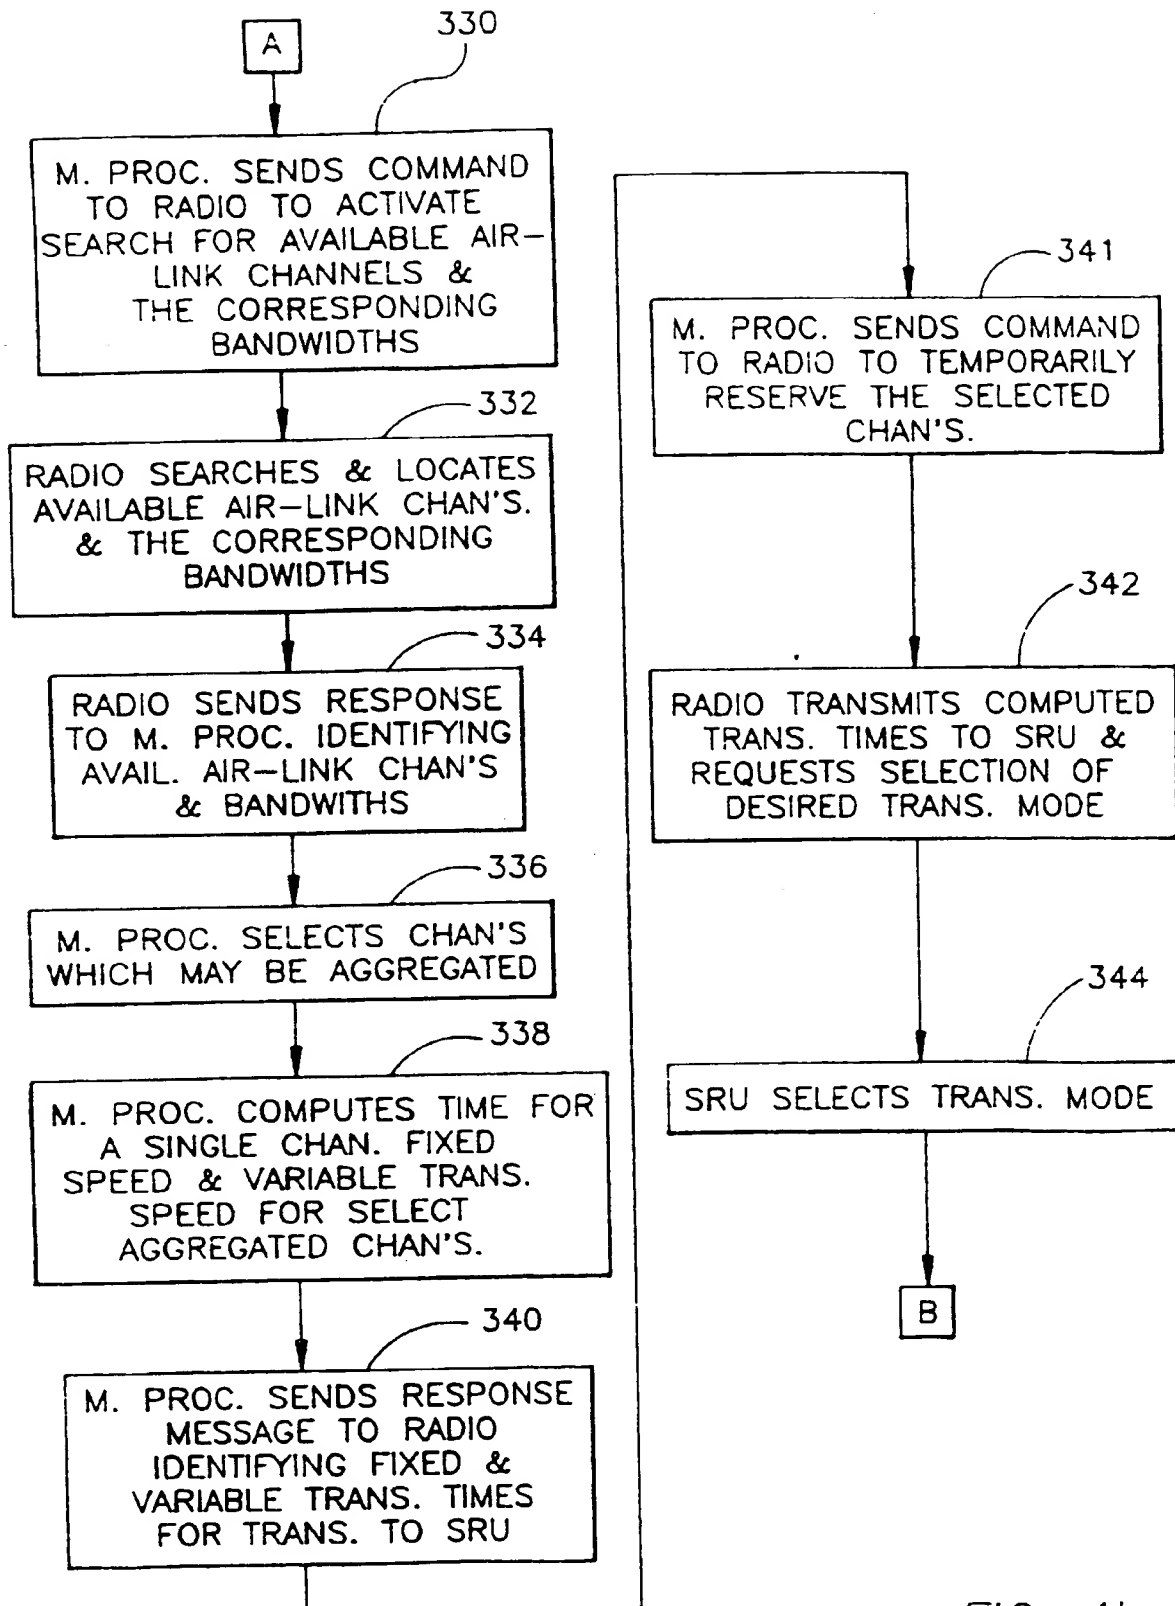 A
330
M. PROC. SENDS COMMAND
TO RADIO TO ACTIVATE
SEARCH FOR AVAILABLE AIR—
LINK CHANNELS &
THE CORRESPONDING
BANDWIDTHS
332
RADIO SEARCHES & LOCATES
AVAILABLE AIR—LINK CHAN'S.
& THE CORRESPONDING
BANDWIDTHS
334
RADIO SENDS RESPONSE
TO M. PROC. IDENTIFYING
AVAIL. AIR—LINK CHAN'S
& BANDWITHS
336
M. PROC. SELECTS CHAN'S
WHICH MAY BE AGGREGATED
338
M. PROC. COMPUTES TIME FOR
A SINGLE CHAN. FIXED
SPEED & VARIABLE TRANS.
SPEED FOR SELECT
AGGREGATED CHAN'S.
340
M. PROC. SENDS RESPONSE
MESSAGE TO RADIO
IDENTIFYING FIXED &
VARIABLE TRANS. TIMES
FOR TRANS. TO SRU
341
M. PROC. SENDS COMMAND
TO RADIO TO TEMPORARILY
RESERVE THE SELECTED
CHAN'S.
342
RADIO TRANSMITS COMPUTED
TRANS. TIMES TO SRU &
REQUESTS SELECTION OF
DESIRED TRANS. MODE
344
SRU SELECTS TRANS. MODE
B